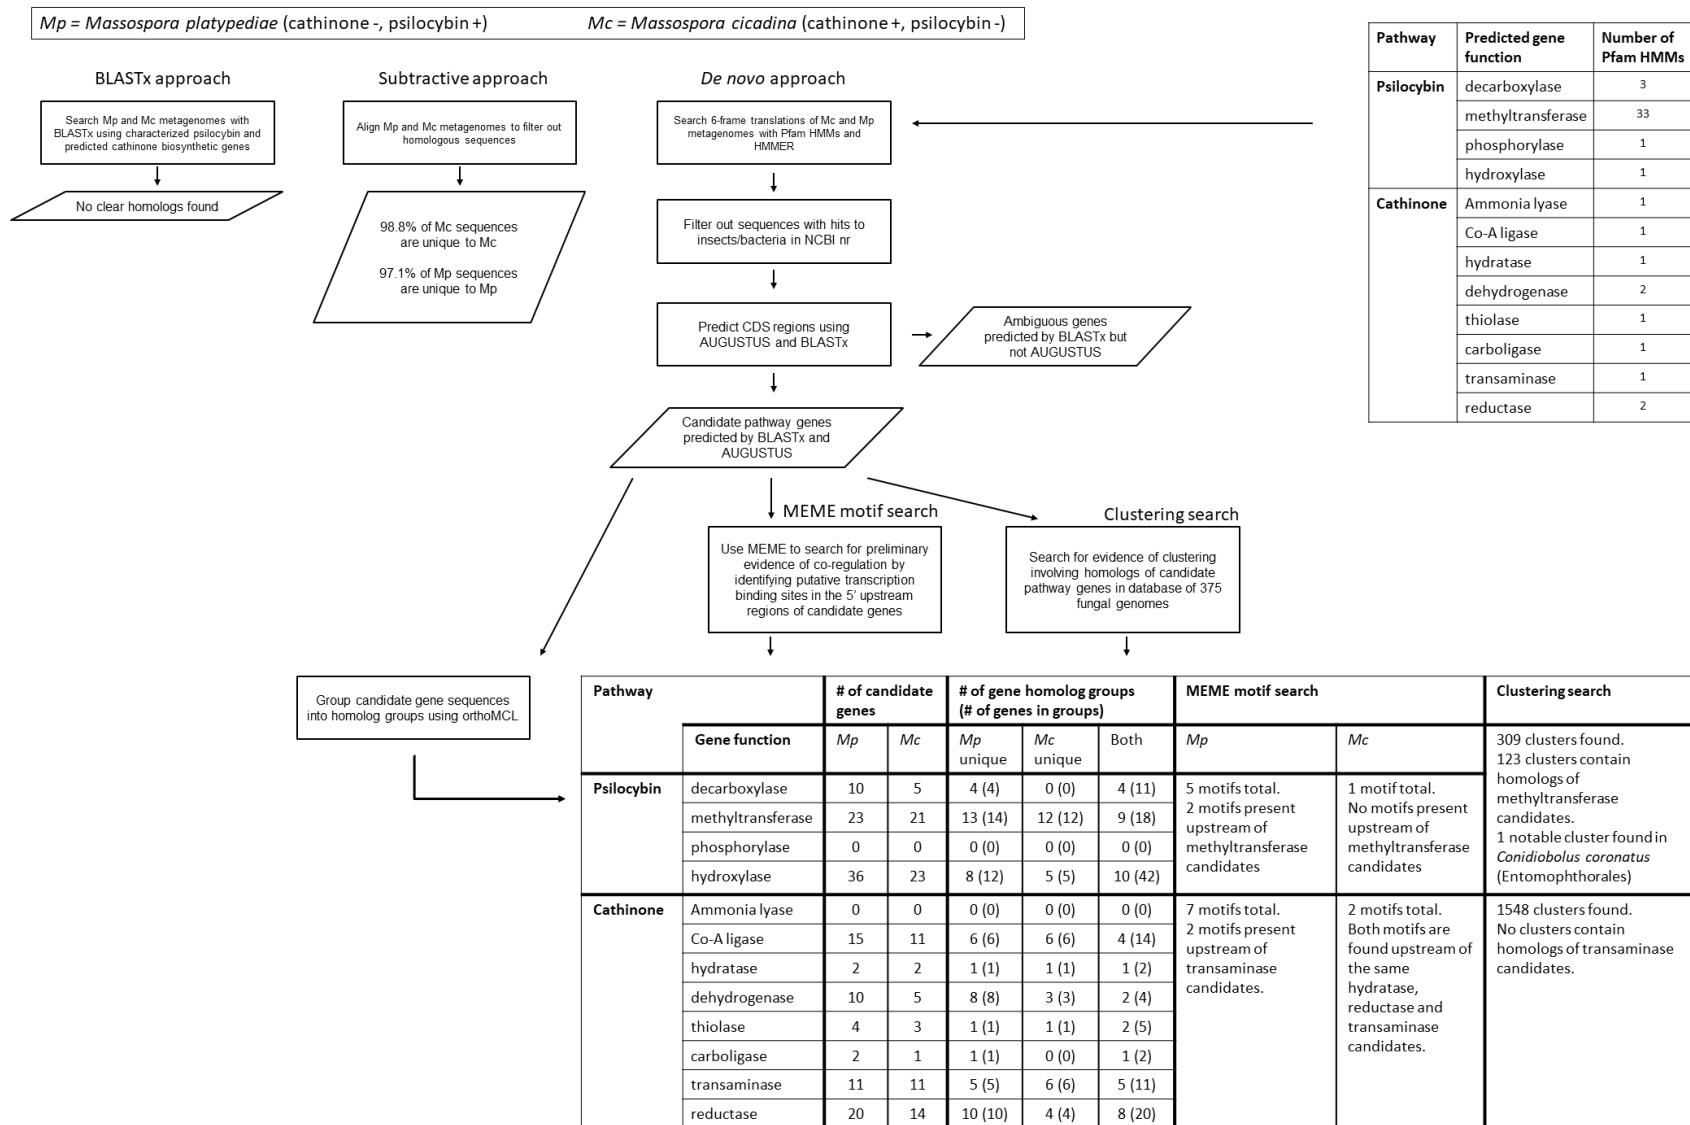 Mp = Massospora platypediae (cathinone -, psilocybin +) Mc = Massospora cicadina (cathinone +, psilocybin -)
BLASTx approach
Search Mp and Mc metagenomes with
BLASTx using characterized psilocybin and
predicted cathinone biosynthetic genes
No clear homologs found
Subtractive approach
Align Mp and Mc metagenomes to filter out
homologous sequences
98.8% of Mc sequences
are unique to Mc
97.1% of Mp sequences
are unique to Mp
De novo approach
Search 6-frame translations of Mc and Mp
metagenomes with Pfam HMMs and
HMMER
Filter out sequences with hits to
insects/bacteria in NCBI nr
Predict CDS regions using
AUGUSTUS and BLASTx
Ambiguous genes
predicted by BLASTx but
not AUGUSTUS
Candidate pathway genes
predicted by BLASTx and
AUGUSTUS
Pathway Predicted gene function Number of Pfam HMMs
Psilocybin decarboxylase 3
methyltransferase 33
phosphorylase 1
hydroxylase 1
Cathinone Ammonia lyase 1
Co-A ligase 1
hydratase 1
dehydrogenase 2
thiolase 1
carboligase 1
transaminase 1
reductase 2
MEME motif search
Use MEME to search for preliminary
evidence of co-regulation by
identifying putative transcription
binding sites in the 5' upstream
regions of candidate genes
Clustering search
Search for evidence of clustering
involving homologs of candidate
pathway genes in database of 375
fungal genomes
Group candidate gene sequences
into homolog groups using orthoMCL
Pathway # of candidate genes # of gene homolog groups (# of genes in groups) MEME motif search Clustering search
Gene function Mp Mc Mp unique Mc unique Both Mp Mc
Psilocybin decarboxylase 10 5 4 (4) 0 (0) 4 (11)
methyltransferase 23 21 13 (14) 12 (12) 9 (18)
phosphorylase 0 0 0 (0) 0 (0) 0 (0)
hydroxylase 36 23 8 (12) 5 (5) 10 (42)
5 motifs total.
2 motifs present
upstream of
methyltransferase
candidates
1 motif total.
No motifs present
upstream of
methyltransferase
candidates
309 clusters found.
123 clusters contain
homologs of
methyltransferase
candidates.
1 notable cluster found in
Conidiobolus coronatus
(Entomophthorales)
Cathinone Ammonia lyase 0 0 0 (0) 0 (0) 0 (0)
Co-A ligase 15 11 6 (6) 6 (6) 4 (14)
hydratase 2 2 1 (1) 1 (1) 1 (2)
dehydrogenase 10 5 8 (8) 3 (3) 2 (4)
thiolase 4 3 1 (1) 1 (1) 2 (5)
carboligase 2 1 1 (1) 0 (0) 1 (2)
transaminase 11 11 5 (5) 6 (6) 5 (11)
reductase 20 14 10 (10) 4 (4) 8 (20)
7 motifs total.
2 motifs present
upstream of
transaminase
candidates.
2 motifs total.
Both motifs are
found upstream of
the same
hydratase,
reductase and
transaminase
candidates.
1548 clusters found.
No clusters contain
homologs of transaminase
candidates.